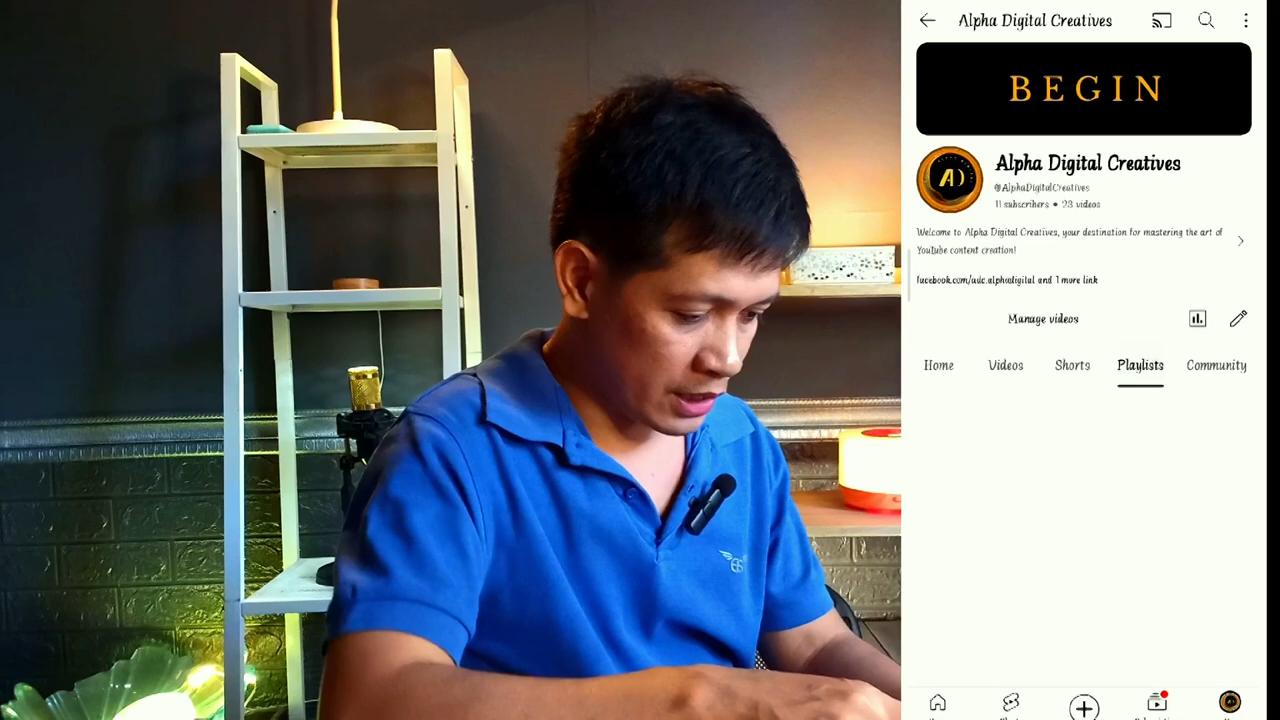 Alpha Digital Creatives
BEGIN
AD
Alpha Digital Creatives
@AlphaDigitalCreatives
11 subscribers • 23 videos
Welcome to Alpha Digital Creatives, your destination for mastering the art of
YouTube content creation!
facebook.com/adc.alphadigital and 1 more link
Manage videos
Home Videos Shorts Playlists Community